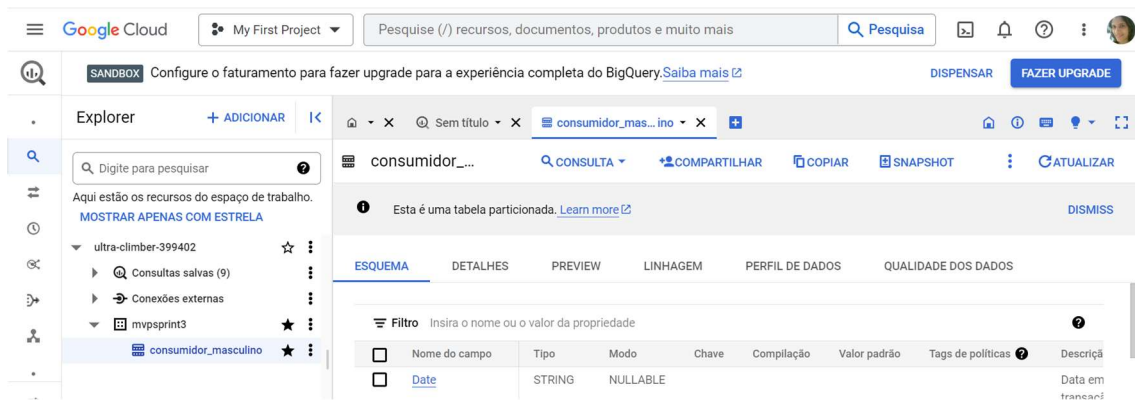 Google Cloud My First Project Pesquise (/) recursos, documentos, produtos e muito mais Pesquisa
SANDBOX Configure o faturamento para fazer upgrade para a experiência completa do BigQuery. Saiba mais DISPENSAR FAZER UPGRADE
Explorer + ADICIONAR
Sem título consumidor_mas... ino
Digite para pesquisar
consumidor_... CONSULTA COMPARTILHAR COPIAR SNAPSHOT ATUALIZAR
Aqui estão os recursos do espaço de trabalho.
MOSTRAR APENAS COM ESTRELA
Esta é uma tabela particionada. Learn more DISMISS
ultra-climber-399402
Consultas salvas (9)
Conexões externas
mvpsprint3
consumidor_masculino
ESQUEMA DETALHES PREVIEW LINHAGEM PERFIL DE DADOS QUALIDADE DOS DADOS
Filtro Insira o nome ou o valor da propriedade
Nome do campo Tipo Modo Chave Compilação Valor padrão Tags de políticas Descriçã
Date STRING NULLABLE Data em